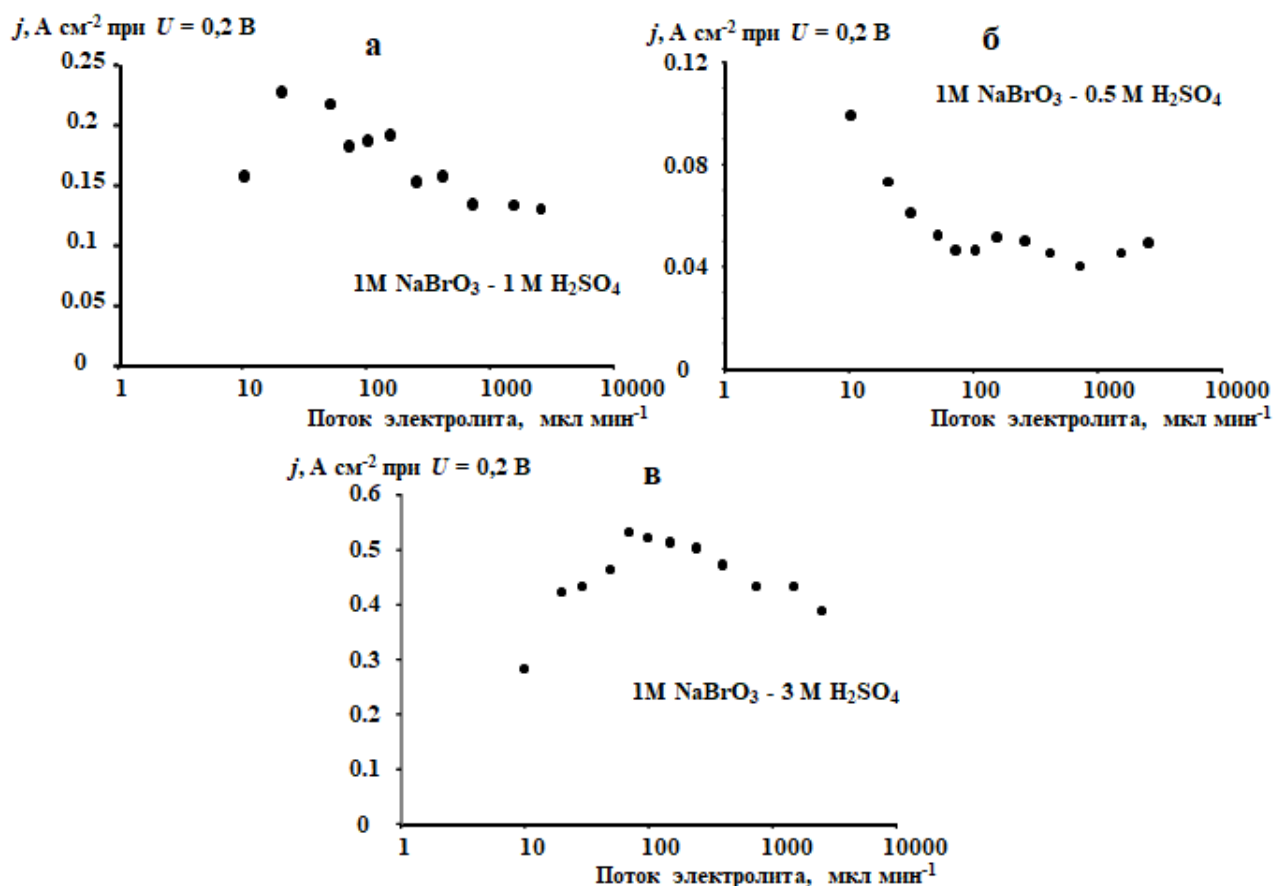 j, А см-2 при U = 0,2 В
а
0.25
0.2
0.15
0.1
0.05
0
1M NaBrO3 - 1 M H2SO4
1
10
100
1000
10000
Поток электролита, мкл мин-1
j, А см-2 при U = 0,2 В
б
0.12
0.08
0.04
0
1M NaBrO3 - 0.5 M H2SO4
1
10
100
1000
10000
Поток электролита, мкл мин-1
j, А см-2 при U = 0,2 В
в
0.6
0.5
0.4
0.3
0.2
0.1
0
1M NaBrO3 - 3 M H2SO4
1
10
100
1000
10000
Поток электролита, мкл мин-1